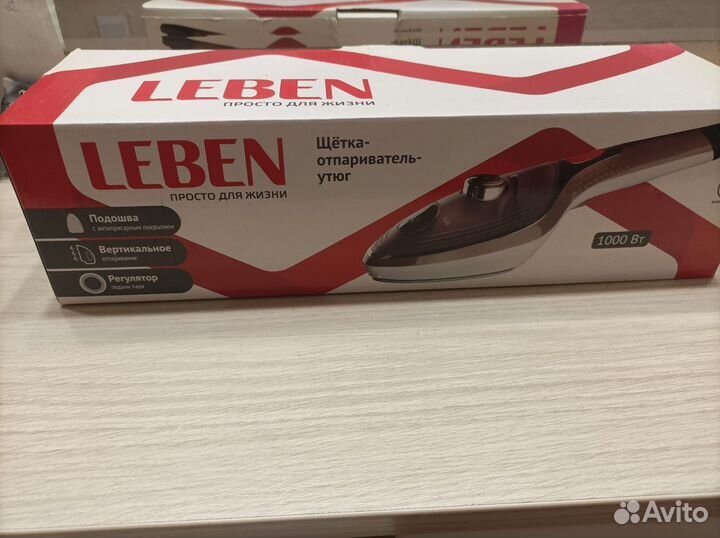 LEBEN
LEBEN
ПРОСТО ДЛЯ ЖИЗНИ
LEBEN
ПРОСТО ДЛЯ ЖИЗНИ
Щётка-
отпариватель-
утюг
Подошва
с антипригарным покрытием
Вертикальное
отпаривание
Регулятор
подачи пара
1000 Вт
Avito